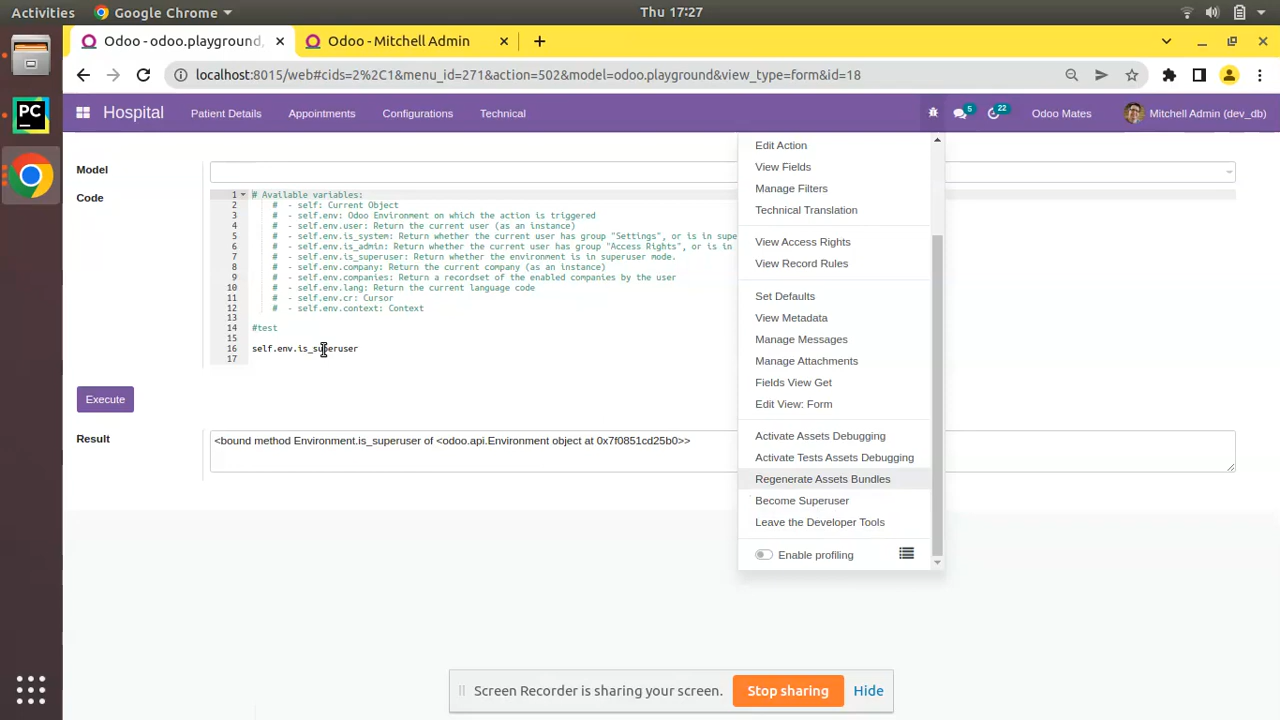 Activities
Google Chrome
Thu 17:27
Odoo - odoo.playground,
Odoo - Mitchell Admin
localhost:8015/web#cids=2%2C1&menu_id=271&action=502&model=odoo.playground&view_type=form&id=18
Hospital
Patient Details
Appointments
Configurations
Technical
5
22
Odoo Mates
Mitchell Admin (dev_db)
Model
Code
1 # Available variables:
2 # - self: Current Object
3 # - self.env: Odoo Environment on which the action is triggered
4 # - self.env.user: Return the current user (as an instance)
5 # - self.env.is_system: Return whether the current user has group "Settings", or is in supe
6 # - self.env.is_admin: Return whether the current user has group "Access Rights", or is in
7 # - self.env.is_superuser: Return whether the environment is in superuser mode.
8 # - self.env.company: Return the current company (as an instance)
9 # - self.env.companies: Return a recordset of the enabled companies by the user
10 # - self.env.lang: Return the current language code
11 # - self.env.cr: Cursor
12 # - self.env.context: Context
13
14 #test
15
16 self.env.is_superuser
17
Execute
Result
<bound method Environment.is_superuser of <odoo.api.Environment object at 0x7f0851cd25b0>>
Edit Action
View Fields
Manage Filters
Technical Translation
View Access Rights
View Record Rules
Set Defaults
View Metadata
Manage Messages
Manage Attachments
Fields View Get
Edit View: Form
Activate Assets Debugging
Activate Tests Assets Debugging
Regenerate Assets Bundles
Become Superuser
Leave the Developer Tools
Enable profiling
PC
Screen Recorder is sharing your screen.
Stop sharing
Hide